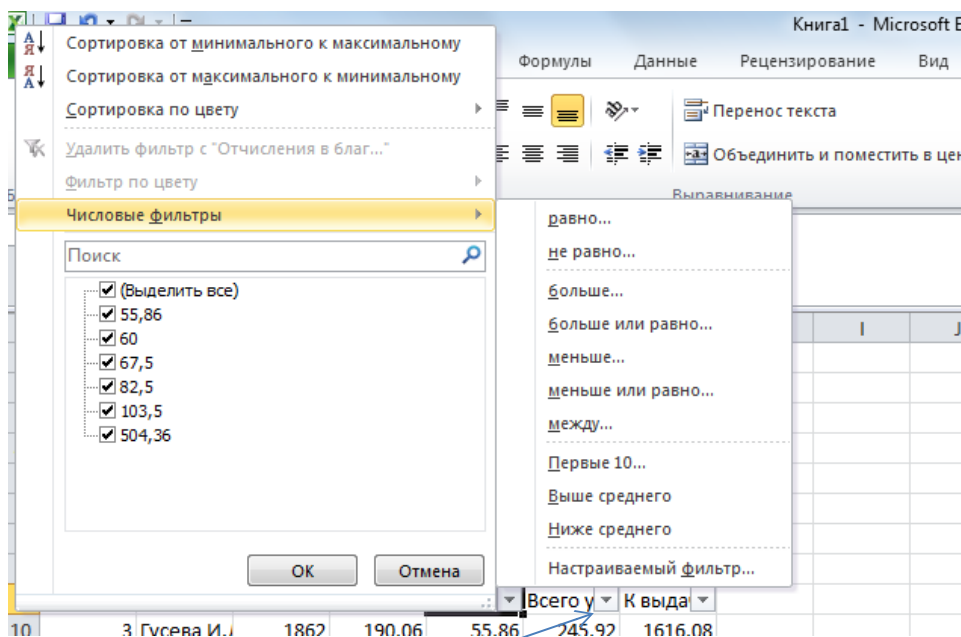 Книга1 - Microsoft E
Формулы Данные Рецензирование Вид
Сортировка от минимального к максимальному
Сортировка от максимального к минимальному
Сортировка по цвету
Удалить фильтр с "Отчисления в благ..."
Фильтр по цвету
Числовые фильтры
Поиск
(Выделить все)
55,86
60
67,5
82,5
103,5
504,36
ОК Отмена
Перенос текста
Объединить и поместить в цен
Выравнивание
равно...
не равно...
больше...
больше или равно...
меньше...
меньше или равно...
между...
Первые 10...
Выше среднего
Ниже среднего
Настраиваемый фильтр...
I J
Всего у К выда
10 3 Гусева И.А 1862 190,06 55,86 245,92 1616,08